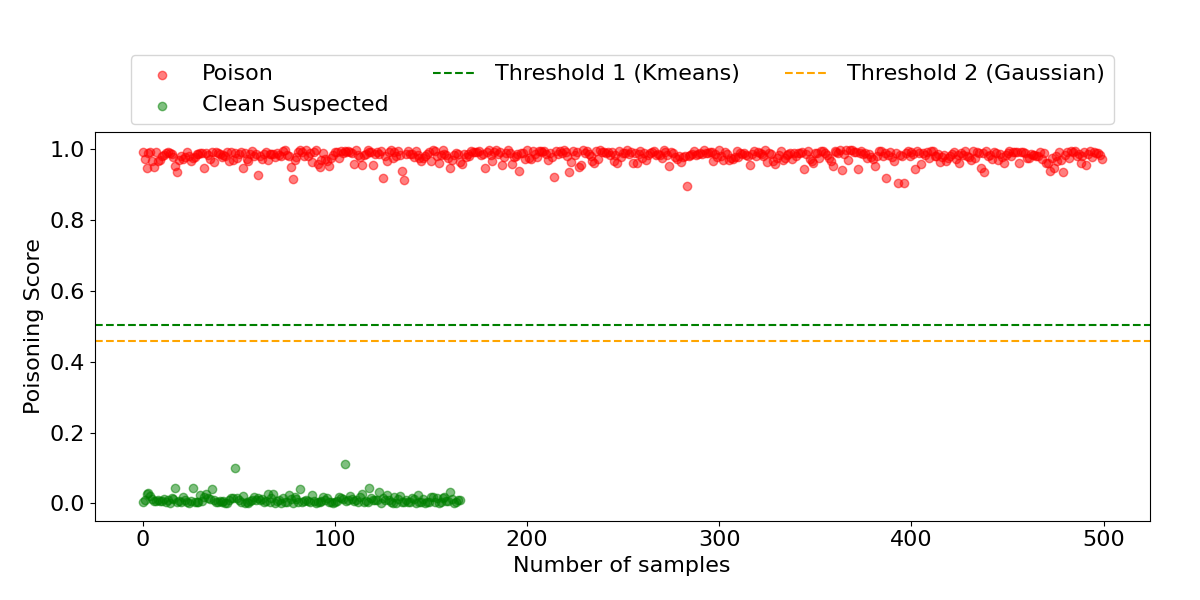 Poison
Threshold 1 (Kmeans)
Threshold 2 (Gaussian)
Clean Suspected
1.0
0.8
0.6
0.4
0.2
0.0
Poisoning Score
0 100 200 300 400 500
Number of samples